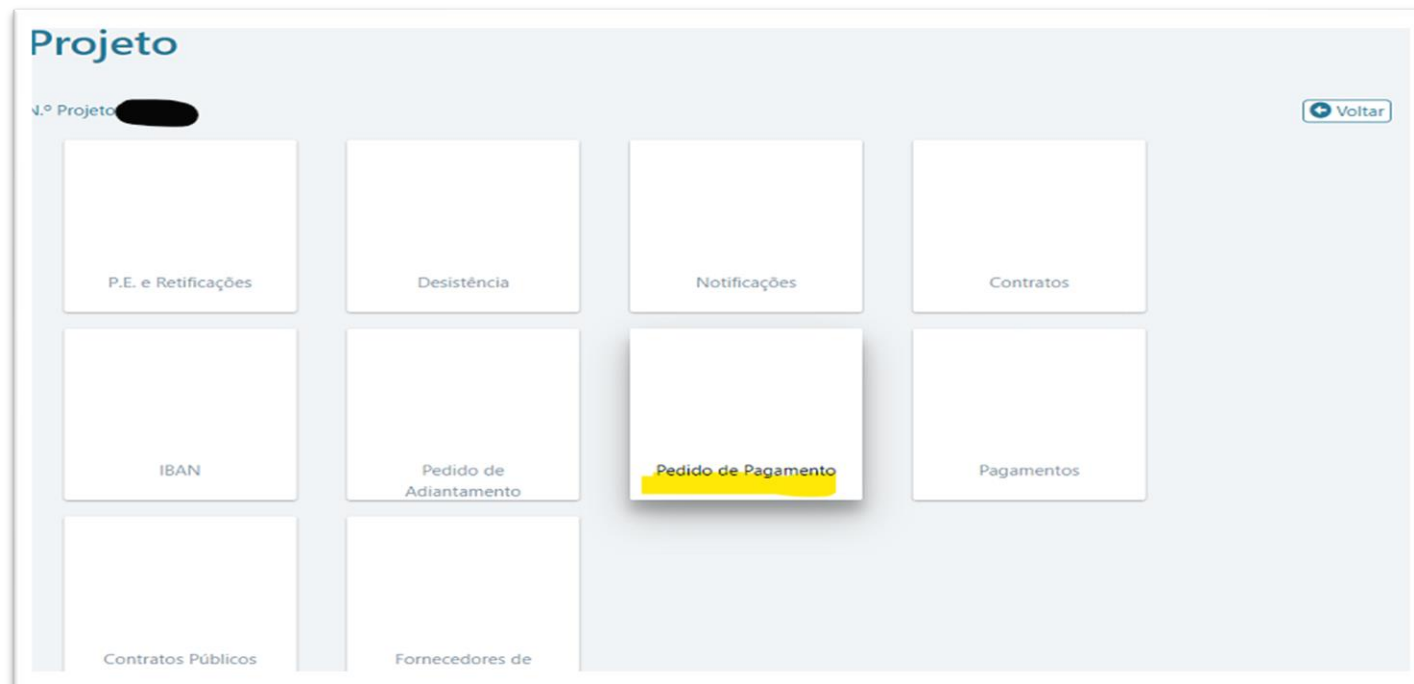 Projeto
N.º Projeto
Voltar
P.E. e Retificações
Desistência
Notificações
Contratos
IBAN
Pedido de
Adiantamento
Pedido de Pagamento
Pagamentos
Contratos Públicos
Fornecedores de